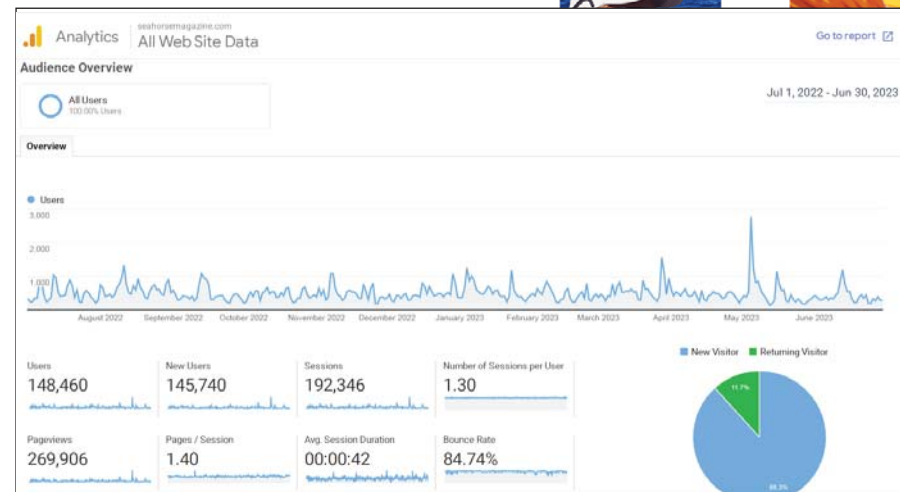 Analytics
seahorsemagazine.com
All Web Site Data
Go to report
Audience Overview
All Users
100.00% Users
Jul 1, 2022 - Jun 30, 2023
Overview
Users
3,000
2,000
1,000
August 2022 September 2022 October 2022 November 2022 December 2022 January 2023 February 2023 March 2023 April 2023 May 2023 June 2023
New Visitor Returning Visitor
Users New Users Sessions Number of Sessions per User
148,460 145,740 192,346 1.30
11.7%
Pageviews Pages / Session Avg. Session Duration Bounce Rate
269,906 1.40 00:00:42 84.74%
88.3%